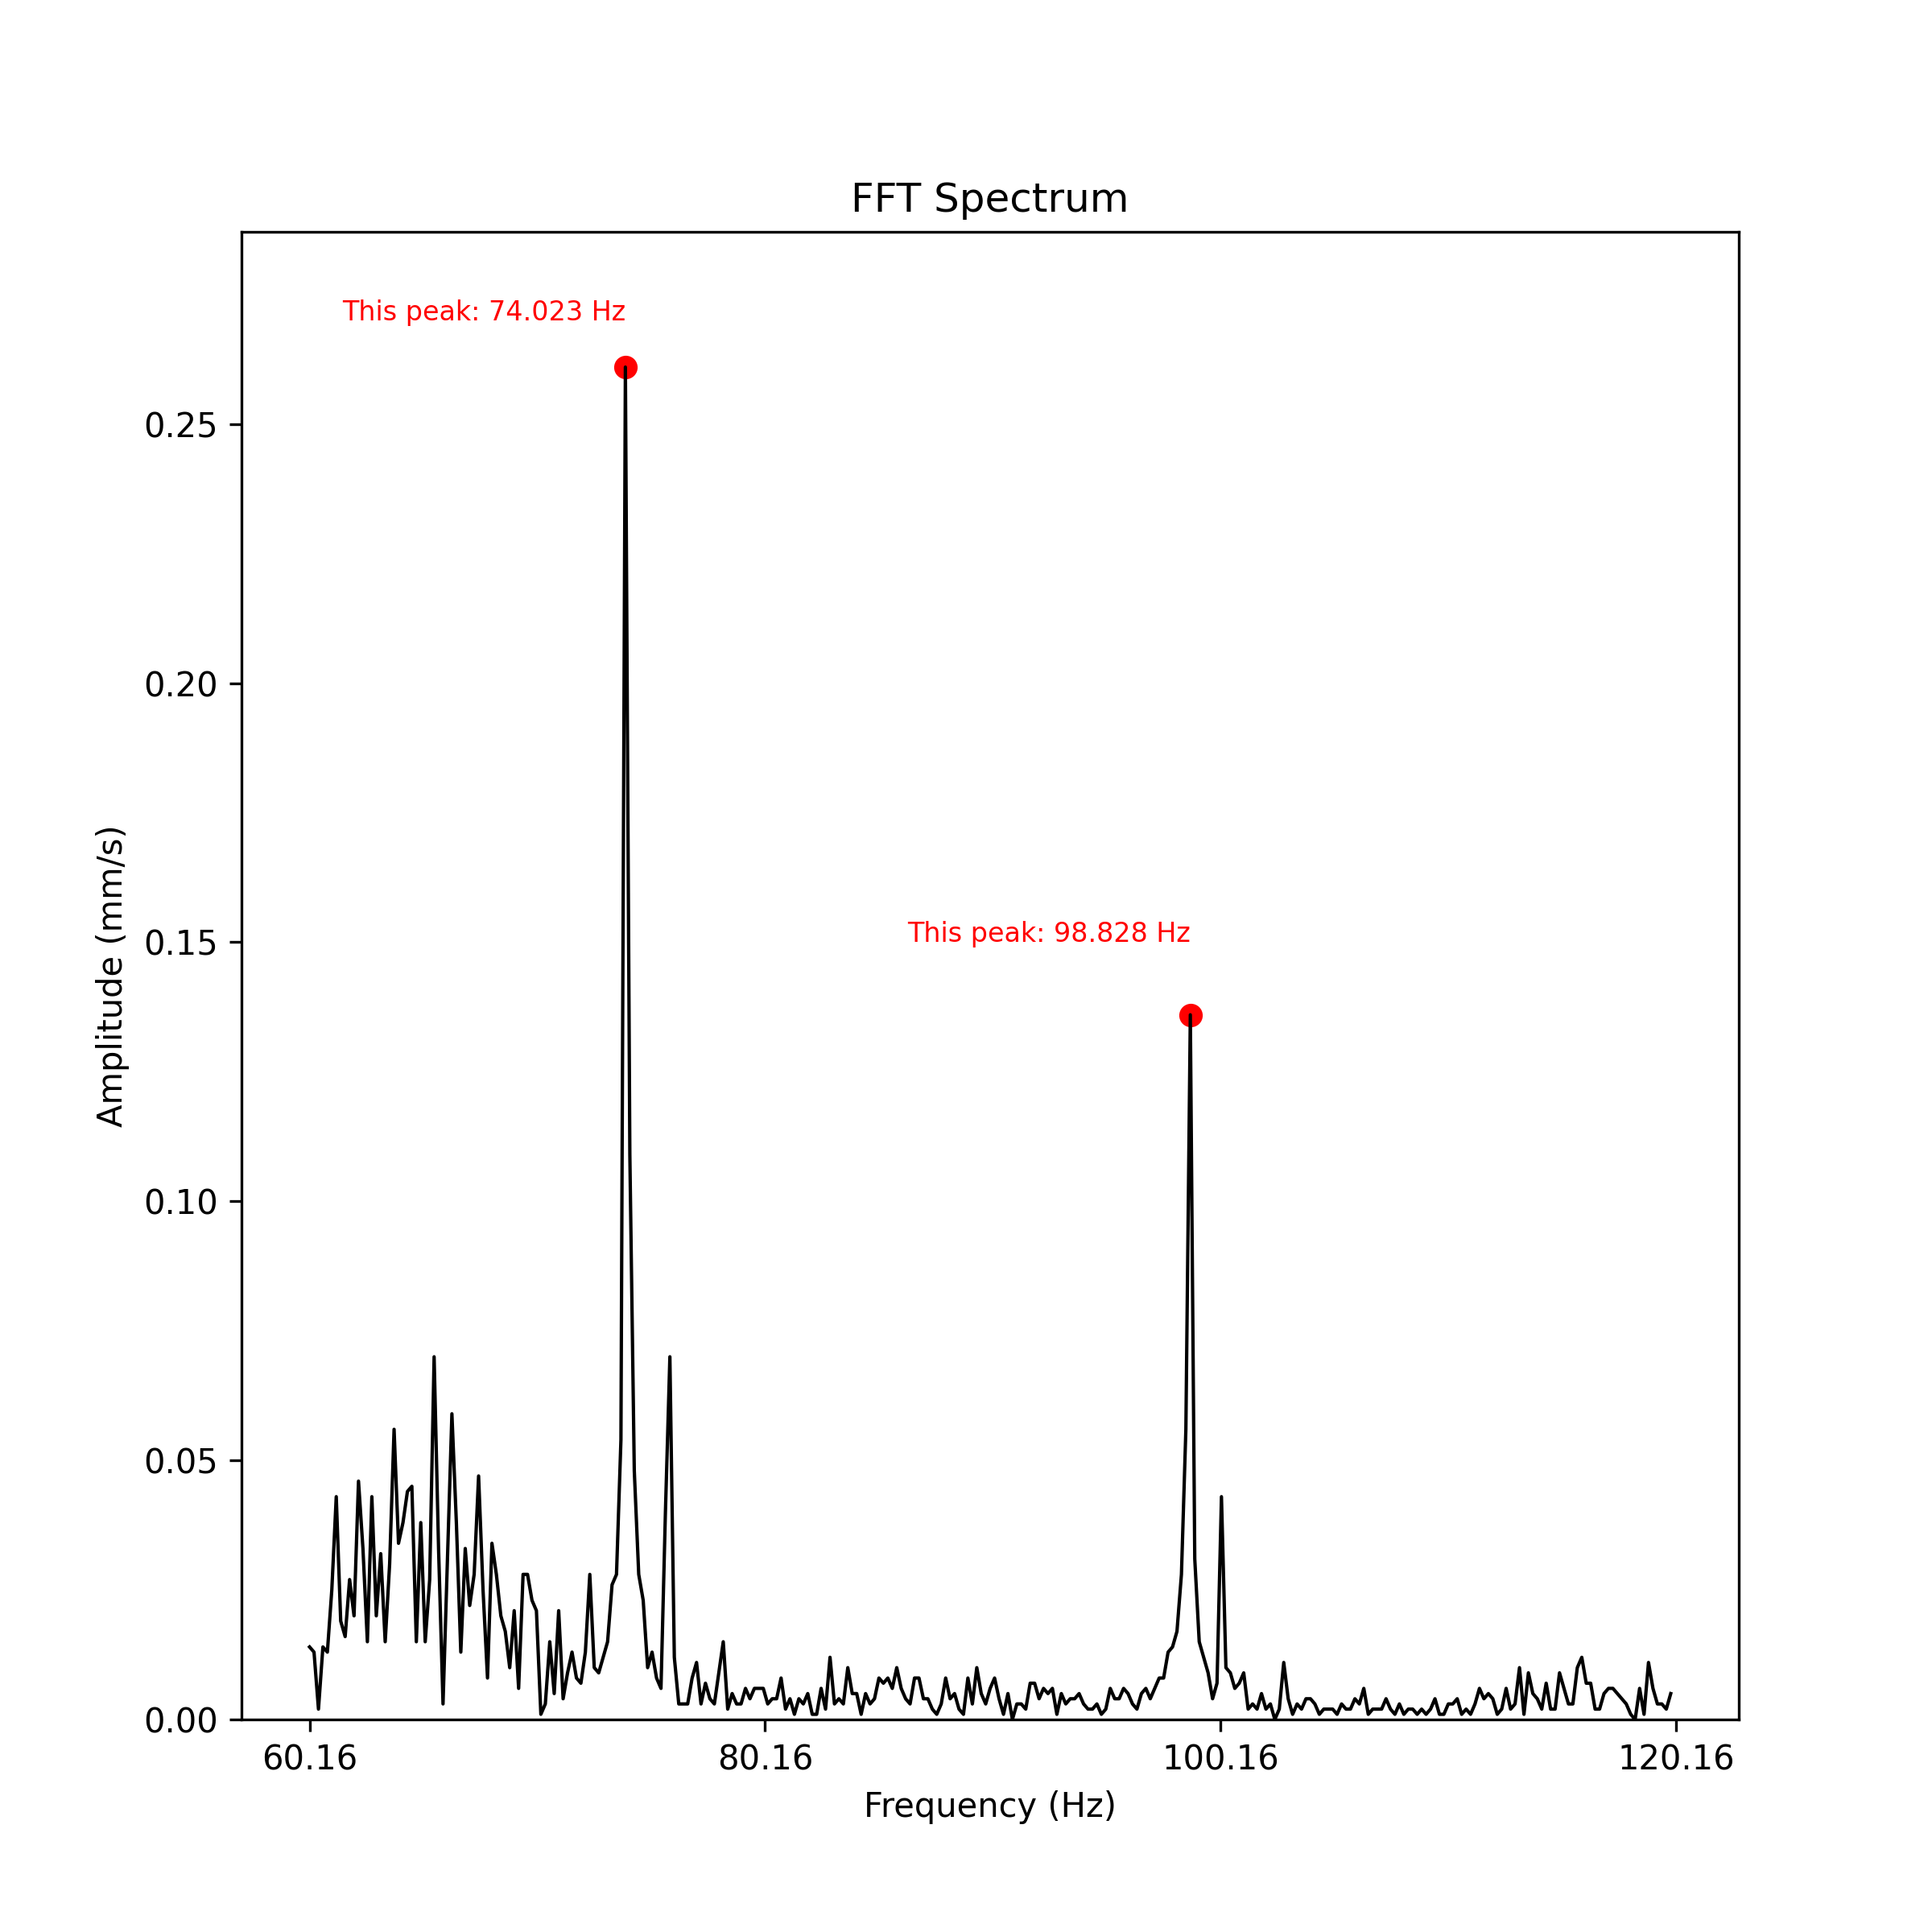 FFT Spectrum
This peak: 74.023 Hz
0.25
0.20
This peak: 98.828 Hz
0.15
0.10
0.05
0.00
60.16 80.16 100.16 120.16
Frequency (Hz)
Amplitude (mm/s)